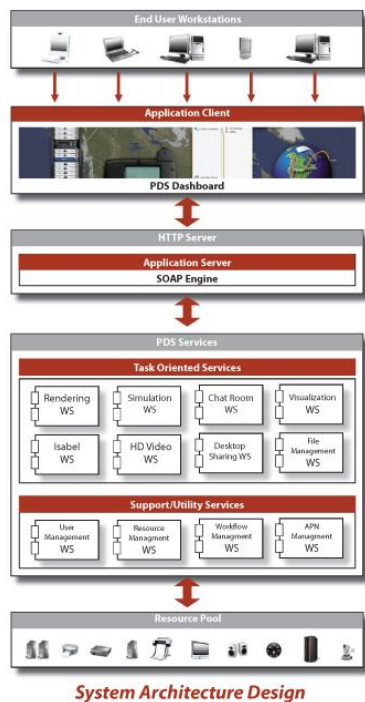 End User Workstations
Application Client
PDS Dashboard
HTTP Server
Application Server
SOAP Engine
PDS Services
Task Oriented Services
Rendering
WS
Simulation
WS
Chat Room
WS
Visualization
WS
Isabel
WS
HD Video
WS
Desktop
Sharing WS
File
Management
WS
Support/Utility Services
User
Management
WS
Resource
Managment
WS
Workflow
Managment
WS
APN
Managment
WS
Resource Pool
System Architecture Design